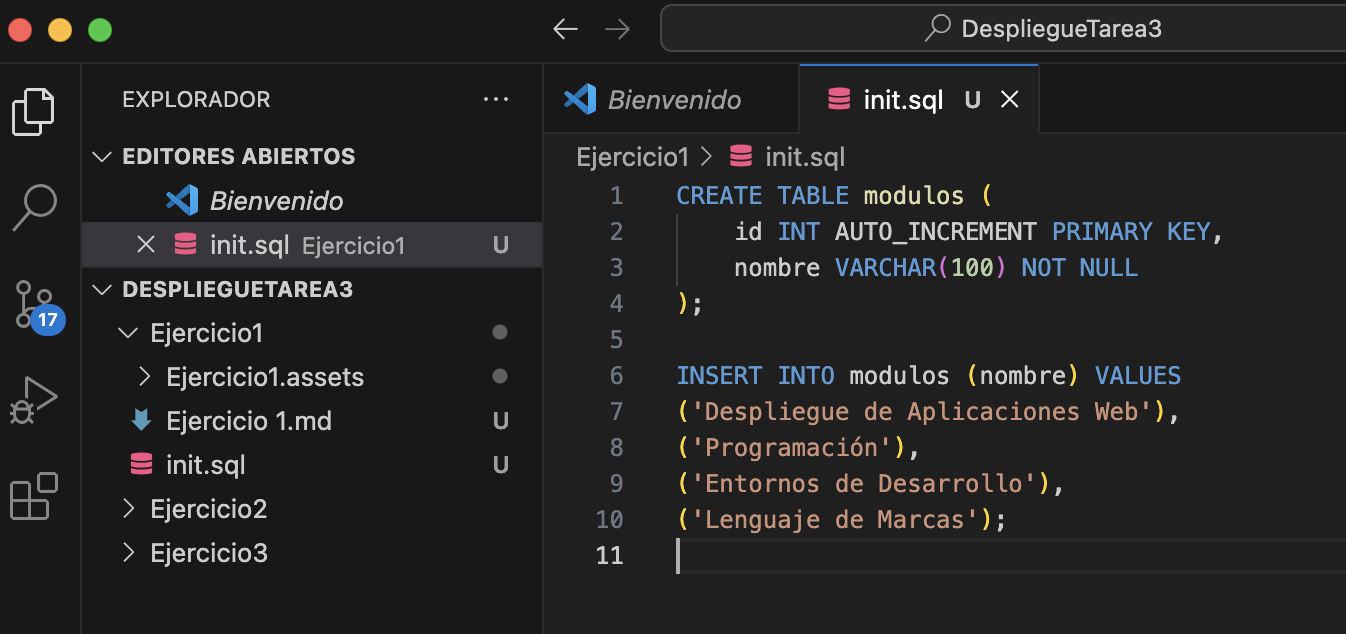 DespliegueTarea3
EXPLORADOR ...
EDITORES ABIERTOS
Bienvenido
init.sql Ejercicio1 U
DESPLIEGUETAREA3
Ejercicio1
Ejercicio1.assets
Ejercicio 1.md U
init.sql U
Ejercicio2
Ejercicio3
17
Bienvenido
init.sql U
Ejercicio1 > init.sql
1 CREATE TABLE modulos (
2 id INT AUTO_INCREMENT PRIMARY KEY,
3 nombre VARCHAR(100) NOT NULL
4 );
5
6 INSERT INTO modulos (nombre) VALUES
7 ('Despliegue de Aplicaciones Web'),
8 ('Programación'),
9 ('Entornos de Desarrollo'),
10 ('Lenguaje de Marcas');
11